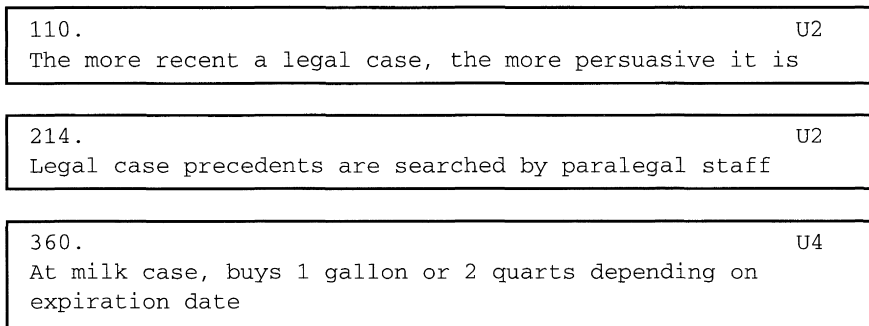 110. U2
The more recent a legal case, the more persuasive it is
214. U2
Legal case precedents are searched by paralegal staff
360. U4
At milk case, buys 1 gallon or 2 quarts depending on
expiration date